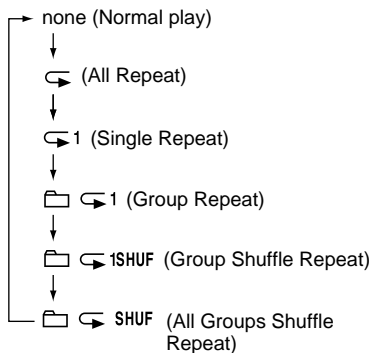 none (Normal play)
(All Repeat)
1 (Single Repeat)
1 (Group Repeat)
1SHUF (Group Shuffle Repeat)
SHUF (All Groups Shuffle
Repeat)